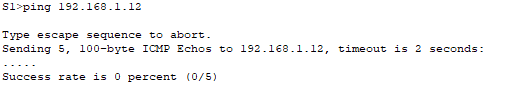 S1>ping 192.168.1.12
Type escape sequence to abort.
Sending 5, 100-byte ICMP Echos to 192.168.1.12, timeout is 2 seconds:
.....
Success rate is 0 percent (0/5)